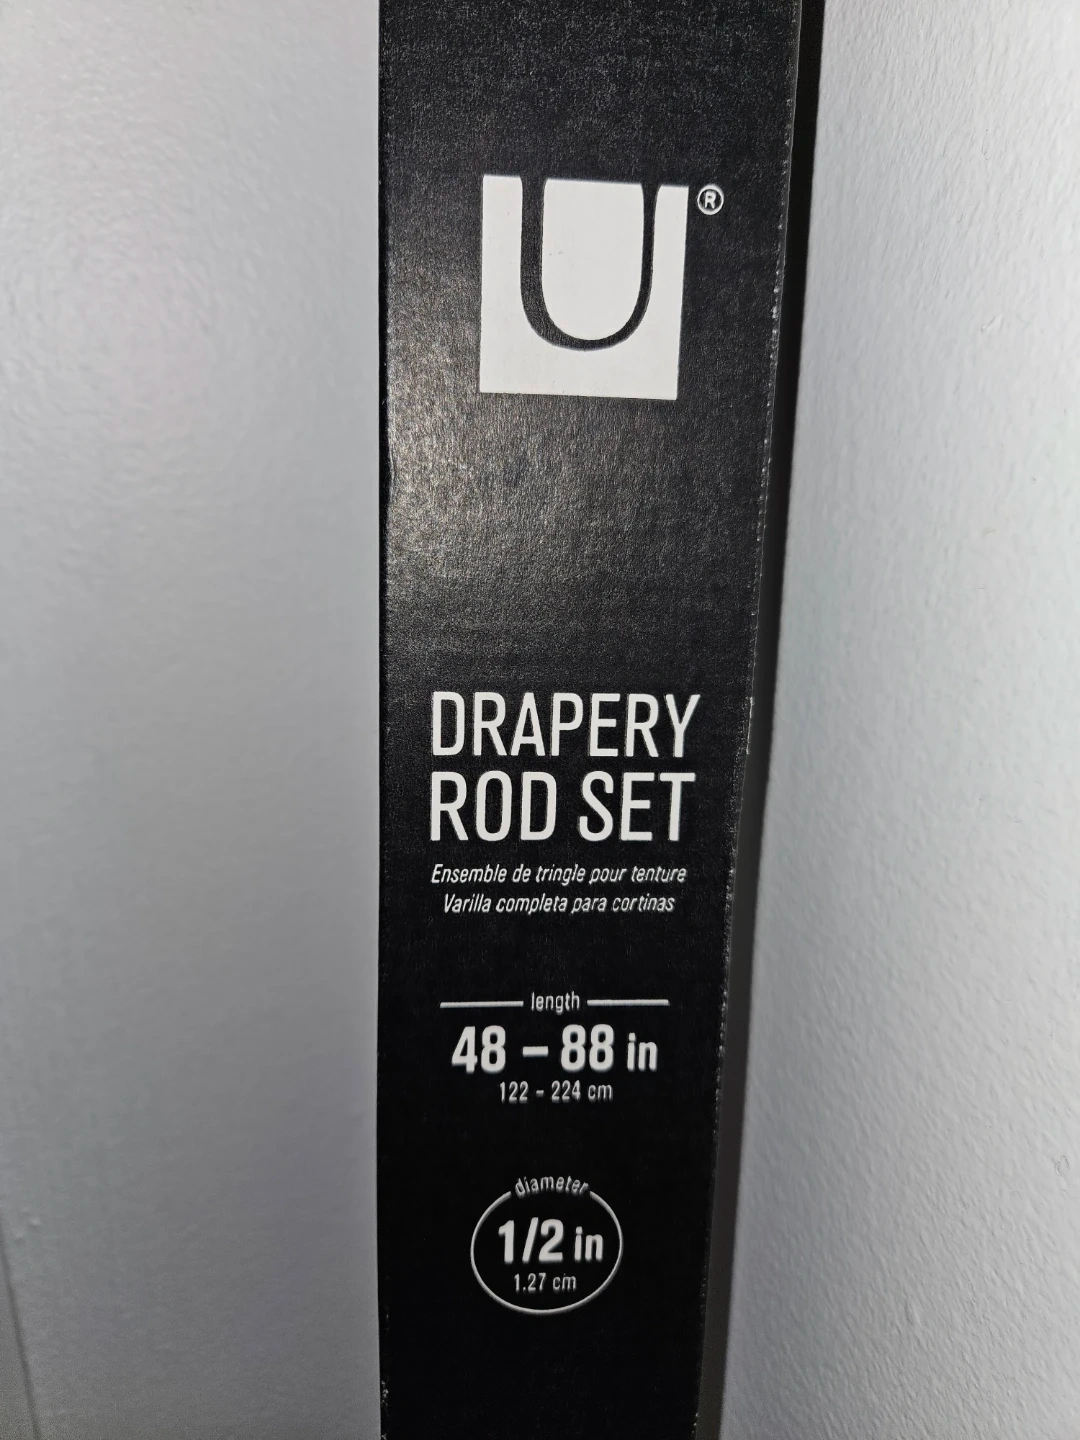 U®
DRAPERY
ROD SET
Ensemble de tringle pour tenture
Varilla completa para cortinas
length
48 – 88 in
122 - 224 cm
diameter
1/2 in
1.27 cm